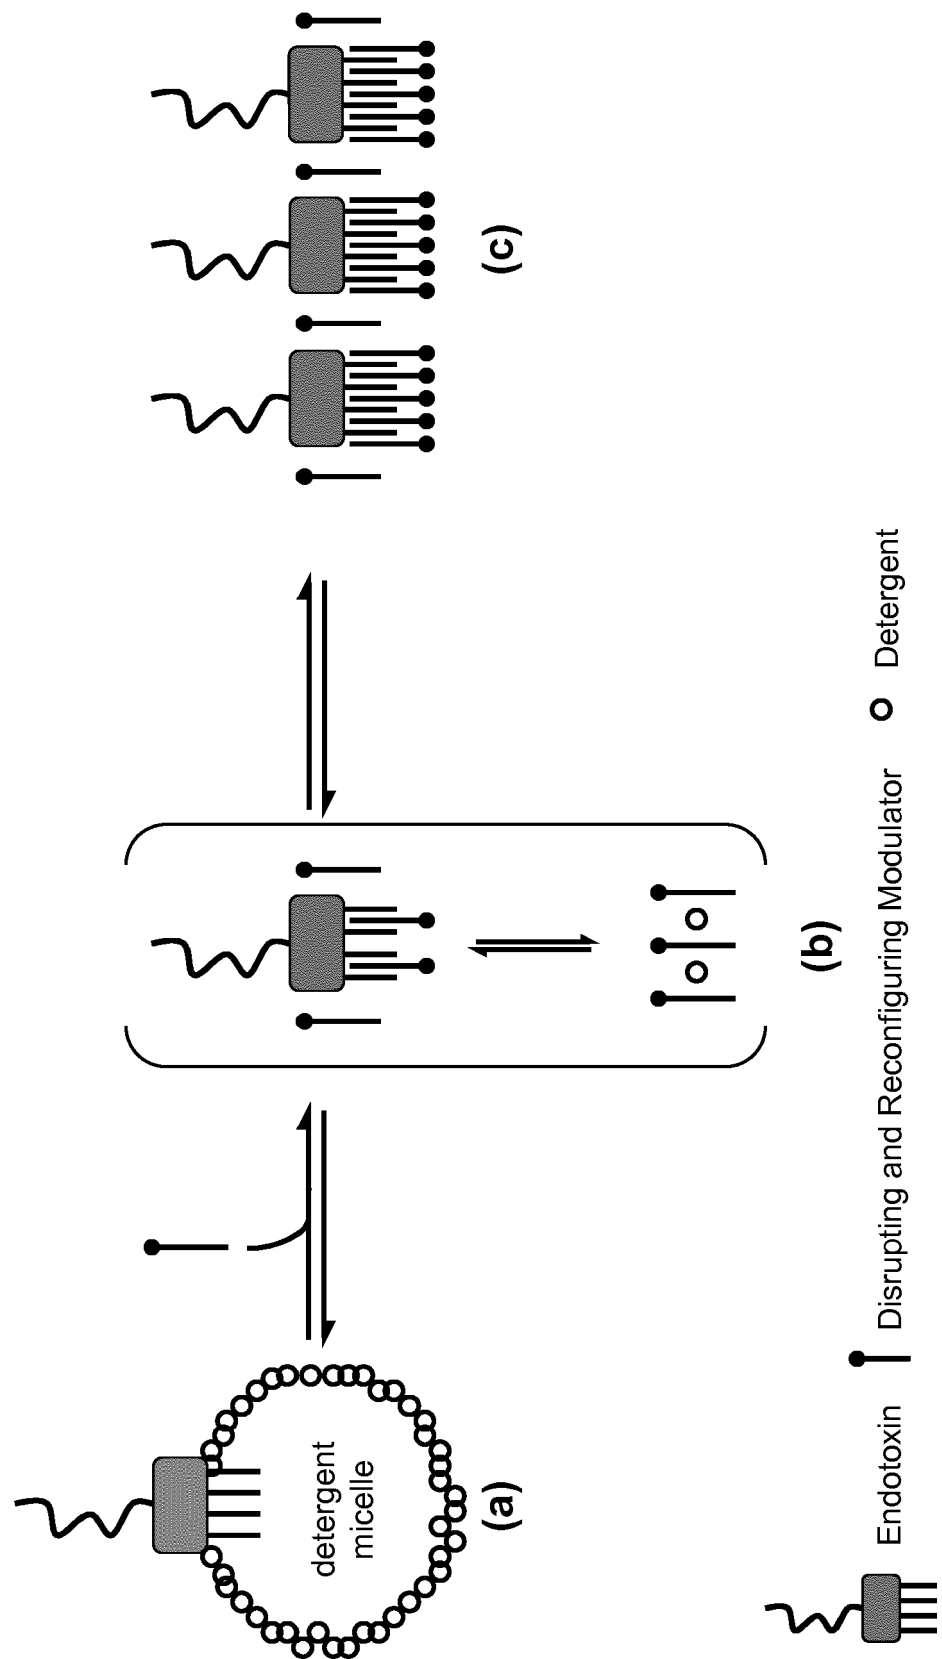 detergent
micelle
(a)
(b)
(c)
Endotoxin
Disrupting and Reconfiguring Modulator
Detergent